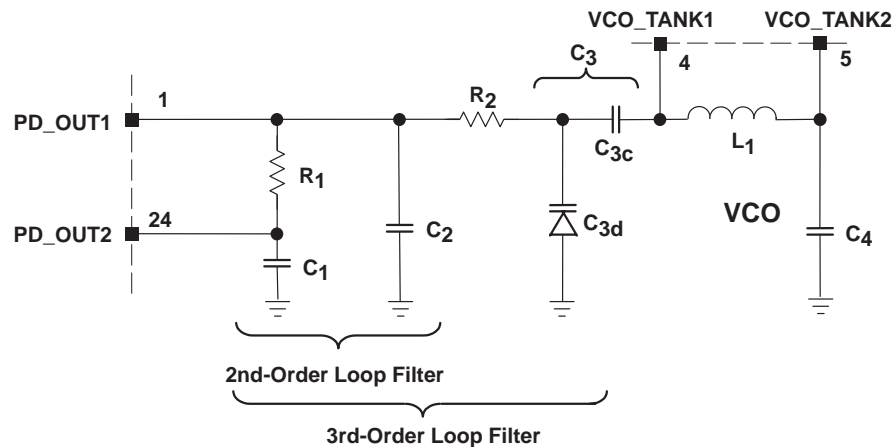 VCO_TANK1 VCO_TANK2
C3
4 5
1
R2
PD_OUT1
C3c
L1
R1
24
VCO
PD_OUT2
C2
C3d
C4
C1
2nd-Order Loop Filter
3rd-Order Loop Filter